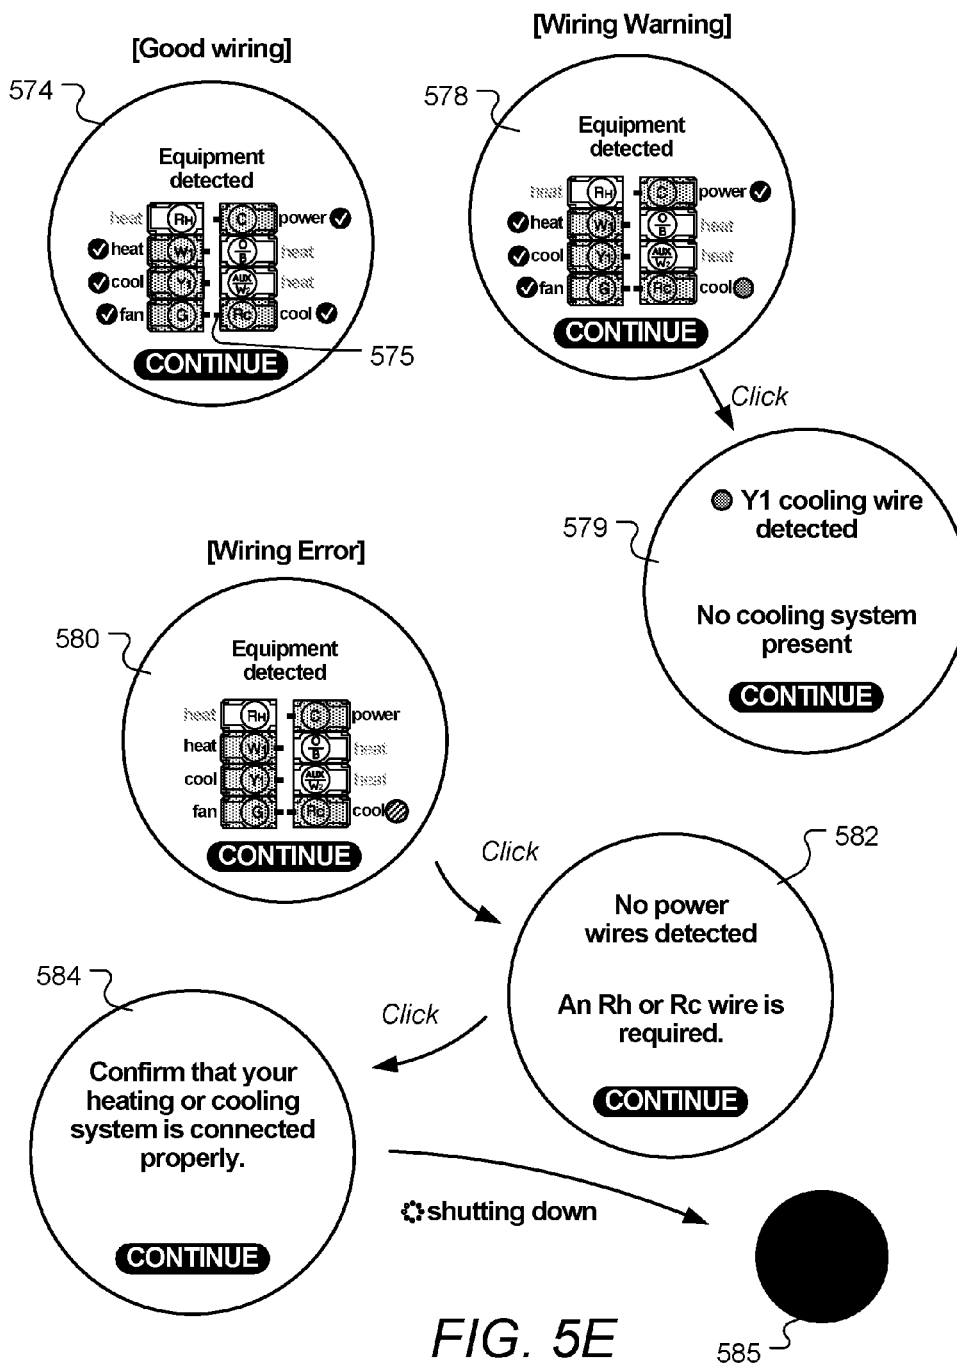 [Good wiring]
574
Equipment
detected
heat RH C power
heat W1 O/B heat
cool Y1 AUX/W2 heat
fan G RC cool
CONTINUE
575
[Wiring Warning]
578
Equipment
detected
heat RH C power
heat W1 O/B heat
cool Y1 AUX/W2 heat
fan G RC cool
CONTINUE
Click
579
Y1 cooling wire
detected
No cooling system
present
CONTINUE
[Wiring Error]
580
Equipment
detected
heat RH C power
heat W1 O/B heat
cool Y1 AUX/W2 heat
fan G RC cool
CONTINUE
Click
582
No power
wires detected
An Rh or Rc wire is
required.
CONTINUE
Click
584
Confirm that your
heating or cooling
system is connected
properly.
CONTINUE
shutting down
585
FIG. 5E